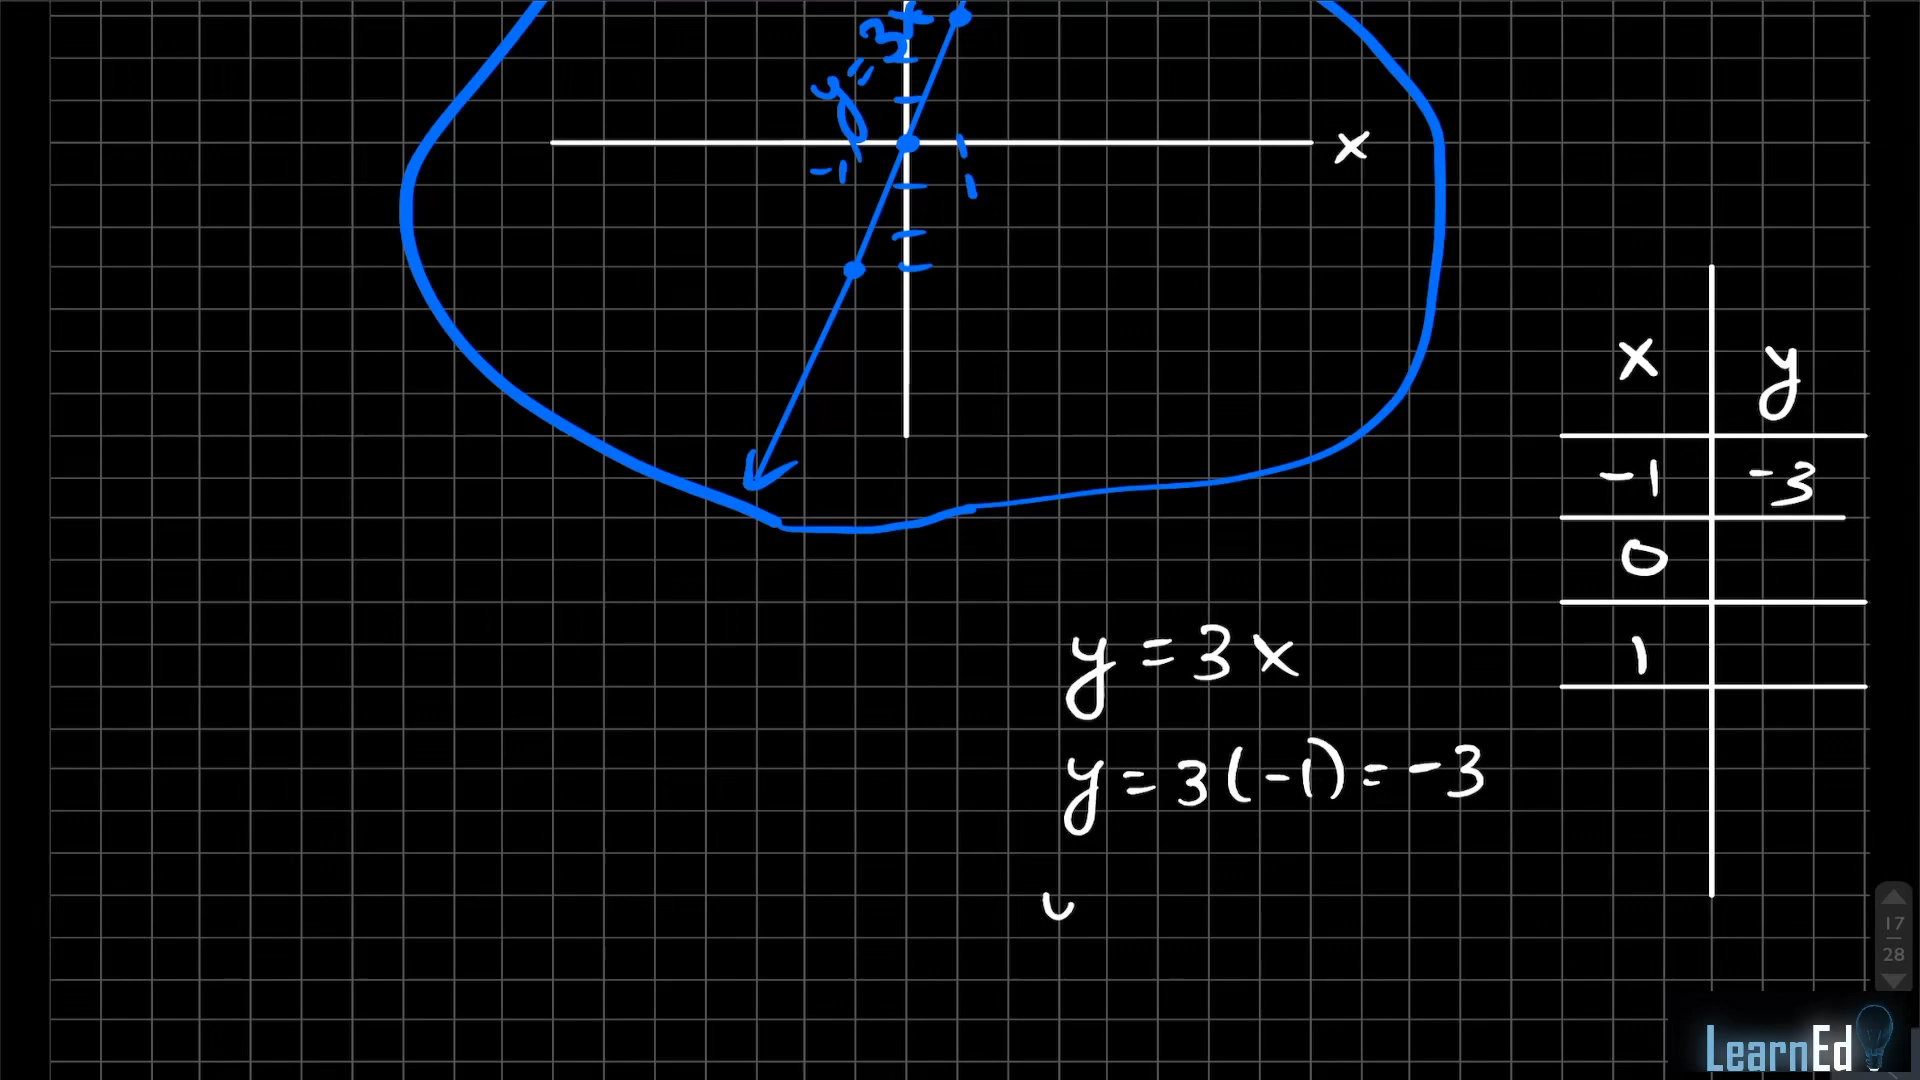 y = 3x
x
-1
1
x y
-1 -3
0
1
y = 3x
y = 3(-1) = -3
17
28
LearnEd